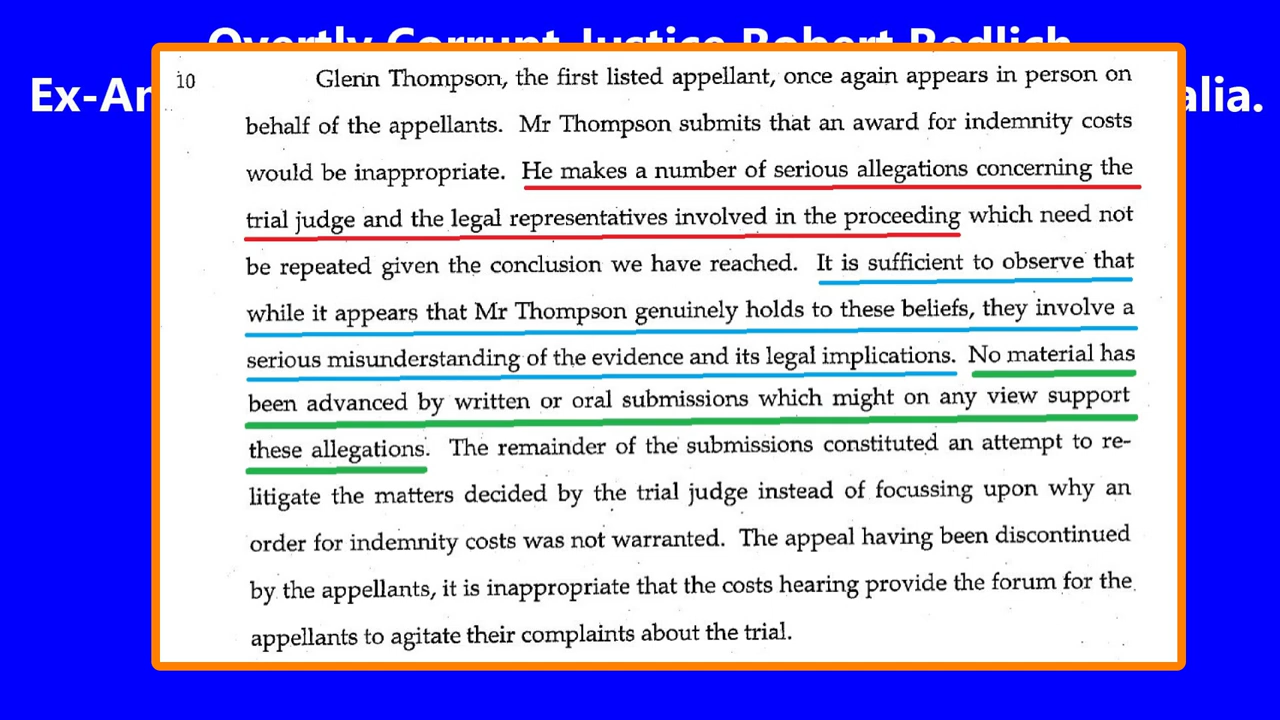 Overtly Corrupt Justice Robert Redlich
Ex-An
alia.
10 Glenn Thompson, the first listed appellant, once again appears in person on
behalf of the appellants. Mr Thompson submits that an award for indemnity costs
would be inappropriate. He makes a number of serious allegations concerning the
trial judge and the legal representatives involved in the proceeding which need not
be repeated given the conclusion we have reached. It is sufficient to observe that
while it appears that Mr Thompson genuinely holds to these beliefs, they involve a
serious misunderstanding of the evidence and its legal implications. No material has
been advanced by written or oral submissions which might on any view support
these allegations. The remainder of the submissions constituted an attempt to re-
litigate the matters decided by the trial judge instead of focussing upon why an
order for indemnity costs was not warranted. The appeal having been discontinued
by the appellants, it is inappropriate that the costs hearing provide the forum for the
appellants to agitate their complaints about the trial.